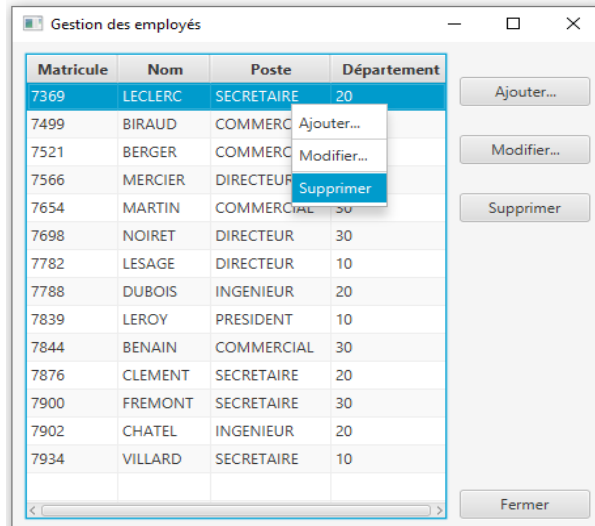 Gestion des employés
Matricule Nom Poste Département
7369 LECLERC SECRETAIRE 20 Ajouter...
7499 BIRAUD COMMERC Ajouter...
7521 BERGER COMMERC Modifier... Modifier...
7566 MERCIER DIRECTEUR Supprimer
7654 MARTIN COMMERCIAL 30 Supprimer
7698 NOIRET DIRECTEUR 30
7782 LESAGE DIRECTEUR 10
7788 DUBOIS INGENIEUR 20
7839 LEROY PRESIDENT 10
7844 BENAIN COMMERCIAL 30
7876 CLEMENT SECRETAIRE 20
7900 FREMONT SECRETAIRE 30
7902 CHATEL INGENIEUR 20
7934 VILLARD SECRETAIRE 10
Fermer